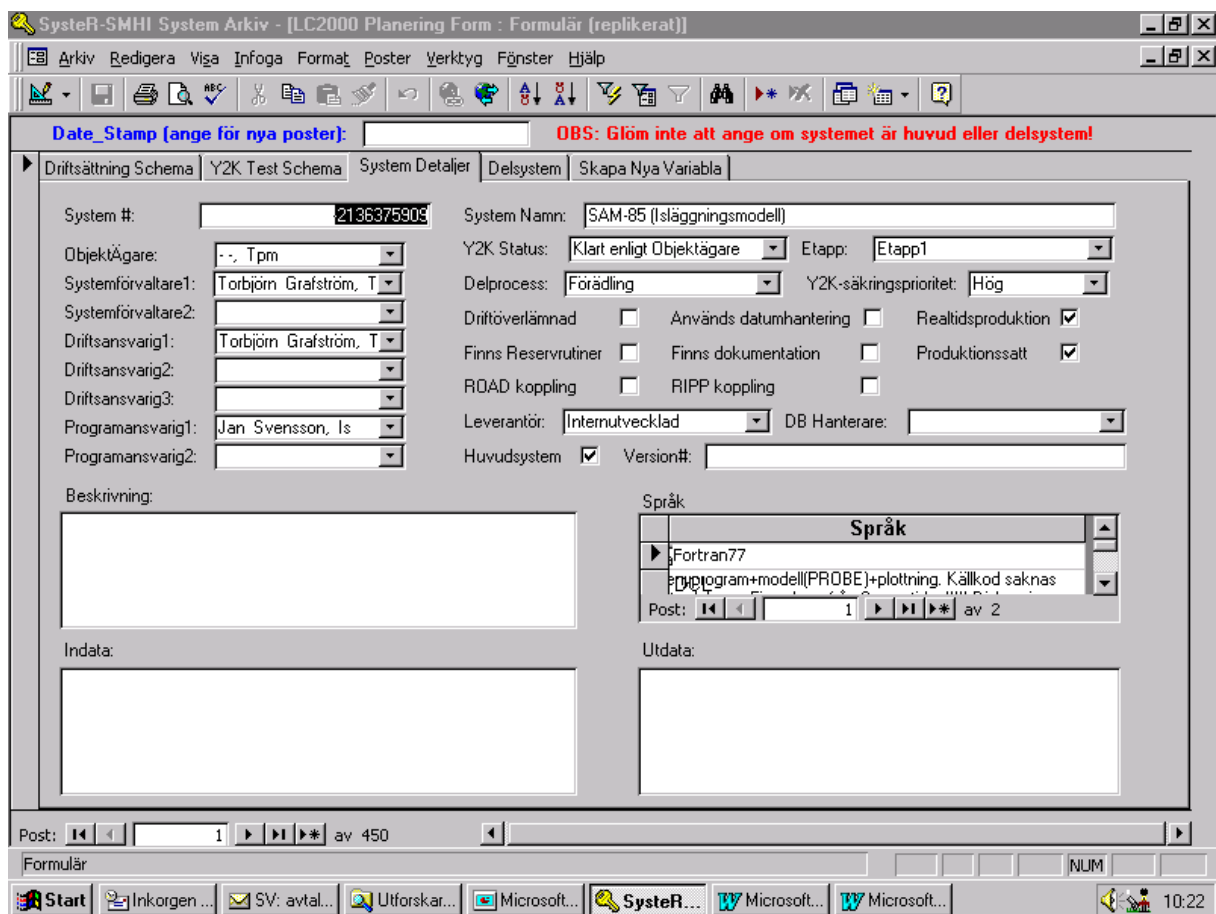 SysteR-SMHI System Arkiv - [LC2000 Planering Form : Formulär (replikerat)]
Arkiv Redigera Visa Infoga Format Poster Verktyg Fönster Hjälp
Date_Stamp (ange för nya poster): OBS: Glöm inte att ange om systemet är huvud eller delsystem!
Driftsättning Schema Y2K Test Schema System Detaljer Delsystem Skapa Nya Variabla
System #: -2136375909 System Namn: SAM-85 (Isläggningsmodell)
ObjektÄgare: - -, Tpm Y2K Status: Klart enligt Objektägare Etapp: Etapp1
Systemförvaltare1: Torbjörn Grafström, T Delprocess: Förädling Y2K-säkringsprioritet: Hög
Systemförvaltare2: Driftöverlämnad Används datumhantering Realtidsproduktion
Driftsansvarig1: Torbjörn Grafström, T
Driftsansvarig2: Finns Reservrutiner Finns dokumentation Produktionssatt
Driftsansvarig3: ROAD koppling RIPP koppling
Programansvarig1: Jan Svensson, Is Leverantör: Internutvecklad DB Hanterare:
Programansvarig2: Huvudsystem Version#:
Beskrivning: Språk
Språk
Fortran77
DCL
program+modell(PROBE)+plottning. Källkod saknas
Post: 1 av 2
Indata: Utdata:
Post: 1 av 450
Formulär NUM
Start Inkorgen ... SV: avtal... Utforskar... Microsoft... SysteR... Microsoft... Microsoft... 10:22